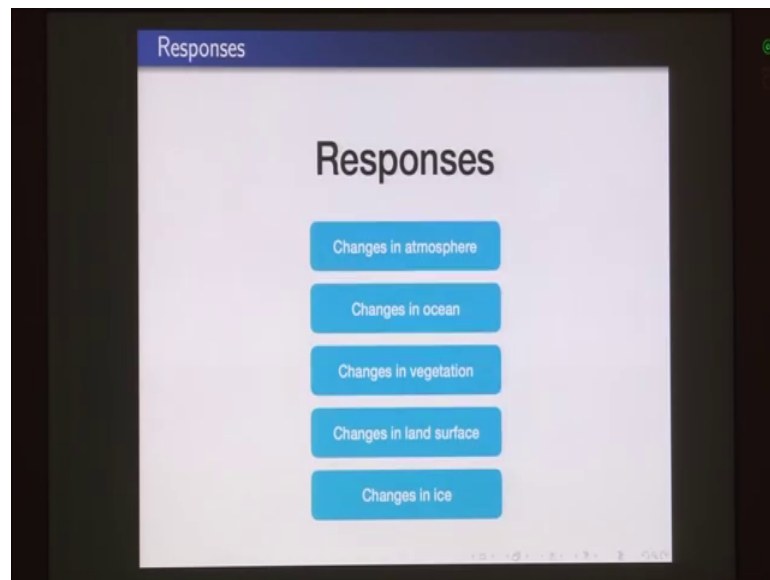 Responses
Responses
Changes in atmosphere
Changes in ocean
Changes in vegetation
Changes in land surface
Changes in ice